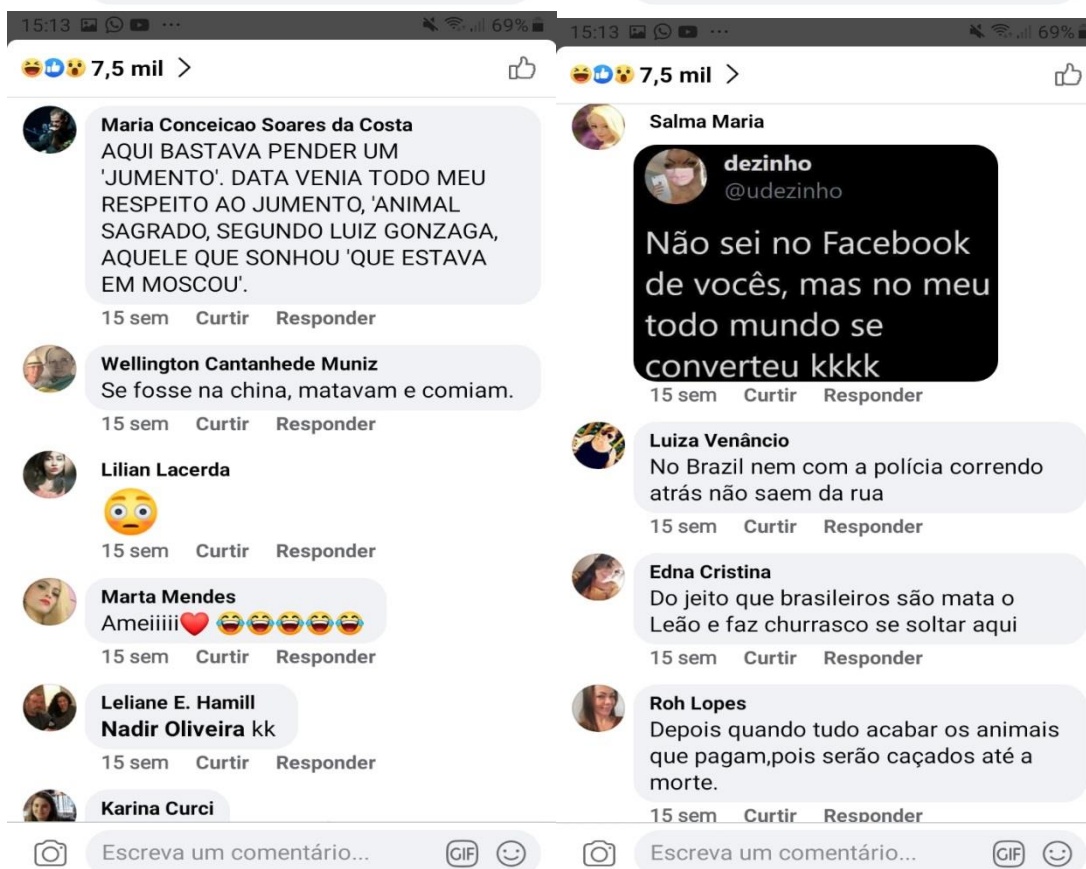 15:13 ... 69%
7,5 mil >
Maria Conceicao Soares da Costa
AQUI BASTAVA PENDER UM
'JUMENTO'. DATA VENIA TODO MEU
RESPEITO AO JUMENTO, 'ANIMAL
SAGRADO, SEGUNDO LUIZ GONZAGA,
AQUELE QUE SONHOU 'QUE ESTAVA
EM MOSCOU'.
15 sem Curtir Responder
Wellington Cantanhede Muniz
Se fosse na china, matavam e comiam.
15 sem Curtir Responder
Lilian Lacerda
😳
15 sem Curtir Responder
Marta Mendes
Ameiiiii❤️ 😂😂😂😂😂
15 sem Curtir Responder
Leliane E. Hamill
Nadir Oliveira kk
15 sem Curtir Responder
Karina Curci
Escreva um comentário... GIF
15:13 ... 69%
7,5 mil >
Salma Maria
dezinho
@udezinho
Não sei no Facebook
de vocês, mas no meu
todo mundo se
converteu kkkk
15 sem Curtir Responder
Luiza Venâncio
No Brazil nem com a polícia correndo
atrás não saem da rua
15 sem Curtir Responder
Edna Cristina
Do jeito que brasileiros são mata o
Leão e faz churrasco se soltar aqui
15 sem Curtir Responder
Roh Lopes
Depois quando tudo acabar os animais
que pagam,pois serão caçados até a
morte.
15 sem Curtir Responder
Escreva um comentário... GIF